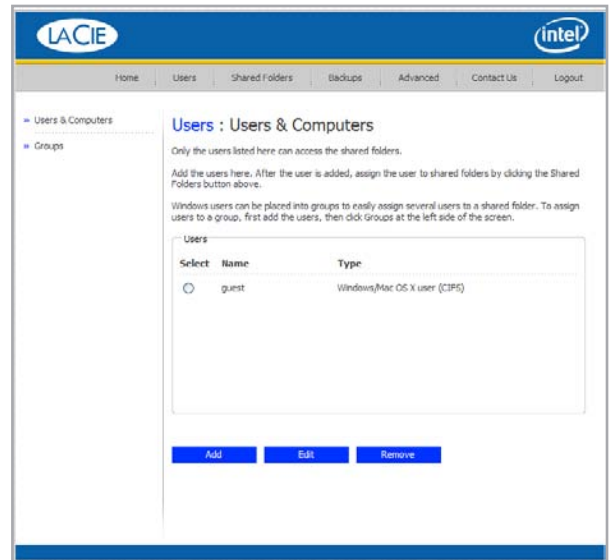 LACIE
intel
Home Users Shared Folders Backups Advanced Contact Us Logout
» Users & Computers
» Groups
Users : Users & Computers
Only the users listed here can access the shared folders.
Add the users here. After the user is added, assign the user to shared folders by clicking the Shared
Folders button above.
Windows users can be placed into groups to easily assign several users to a shared folder. To assign
users to a group, first add the users, then click Groups at the left side of the screen.
Users
Select Name Type
guest Windows/Mac OS X user (CIFS)
Add Edit Remove